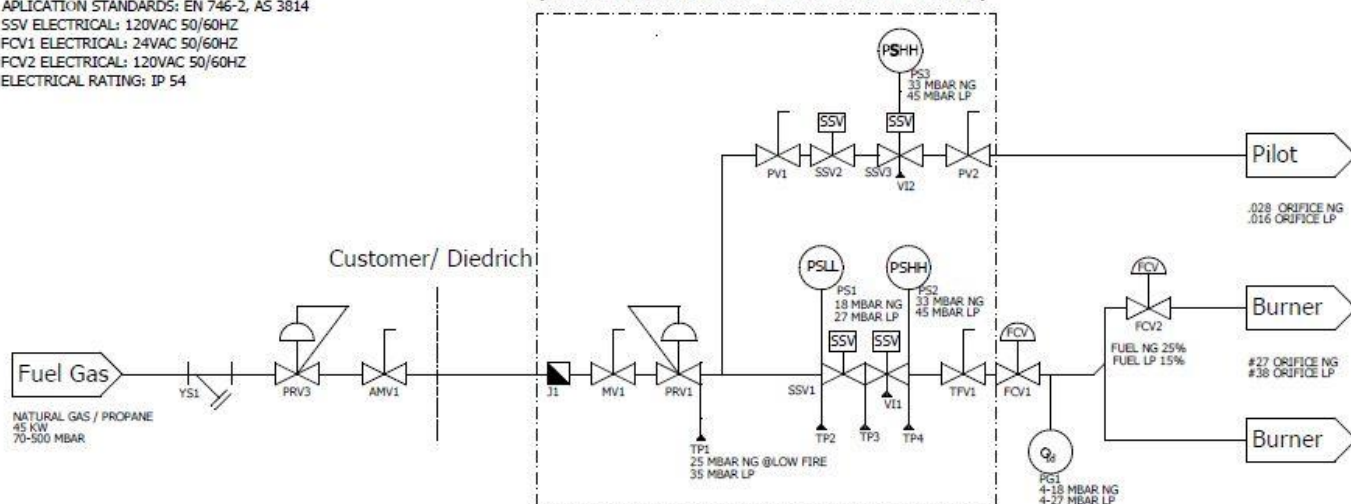 APLICATION STANDARDS: EN 746-2, AS 3814
SSV ELECTRICAL: 120VAC 50/60HZ
FCV1 ELECTRICAL: 24VAC 50/60HZ
FCV2 ELECTRICAL: 120VAC 50/60HZ
ELECTRICAL RATING: IP 54
PSHH
PS3
33 MBAR NG
45 MBAR LP
SSV
SSV
PV1
SSV2
SSV3
VI2
PV2
Pilot
.028 ORIFICE NG
.016 ORIFICE LP
Customer/ Diedrich
PSLL
PS1
18 MBAR NG
27 MBAR LP
PSHH
PS2
33 MBAR NG
45 MBAR LP
SSV
SSV
FCV
FCV
FCV2
FUEL NG 25%
FUEL LP 15%
Burner
#27 ORIFICE NG
#38 ORIFICE LP
Fuel Gas
YS1
PRV3
AMV1
J1
MV1
PRV1
SSV1
VI1
TFV1
FCV1
NATURAL GAS / PROPANE
45 KW
70-500 MBAR
TP1
25 MBAR NG @LOW FIRE
35 MBAR LP
TP2
TP3
TP4
PG1
4-18 MBAR NG
4-27 MBAR LP
Burner